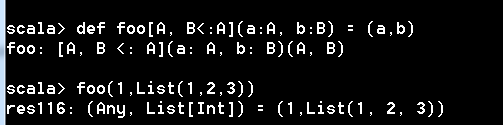 scala> def foo[A, B<:A](a:A, b:B) = (a,b)
foo: [A, B <: A](a: A, b: B)(A, B)
scala> foo(1,List(1,2,3))
res116: (Any, List[Int]) = (1,List(1, 2, 3))